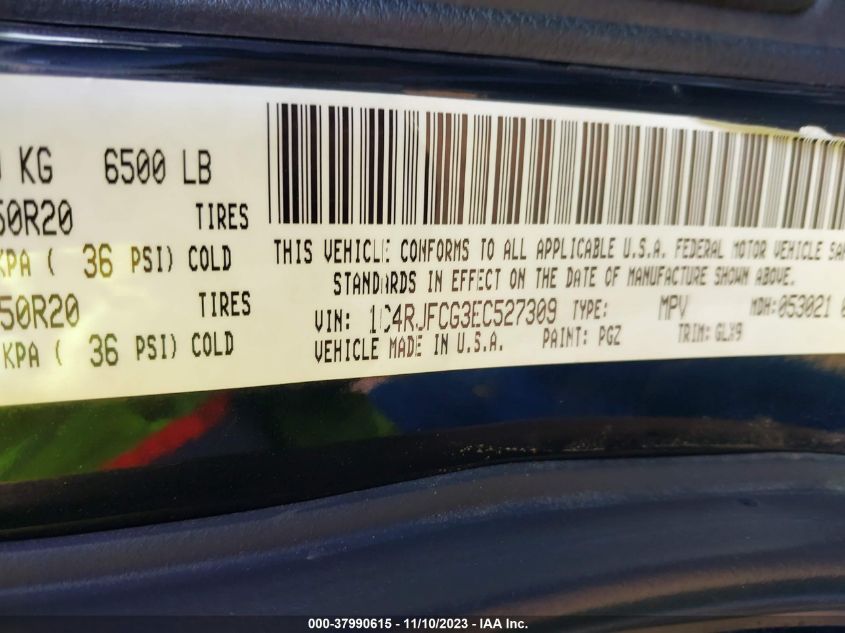 KG 6500 LB
50R20 TIRES
KPA ( 36 PSI) COLD
50R20 TIRES
KPA ( 36 PSI) COLD
THIS VEHICLE CONFORMS TO ALL APPLICABLE U.S.A. FEDERAL MOTOR VEHICLE SA
STANDARDS IN EFFECT ON THE DATE OF MANUFACTURE SHOWN ABOVE.
VIN: 1C4RJFCG3EC527309 TYPE: MPV MDH: 053021 0
VEHICLE MADE IN U.S.A. PAINT: PGZ TRIM: GLX9
000-37990615 - 11/10/2023 - IAA Inc.